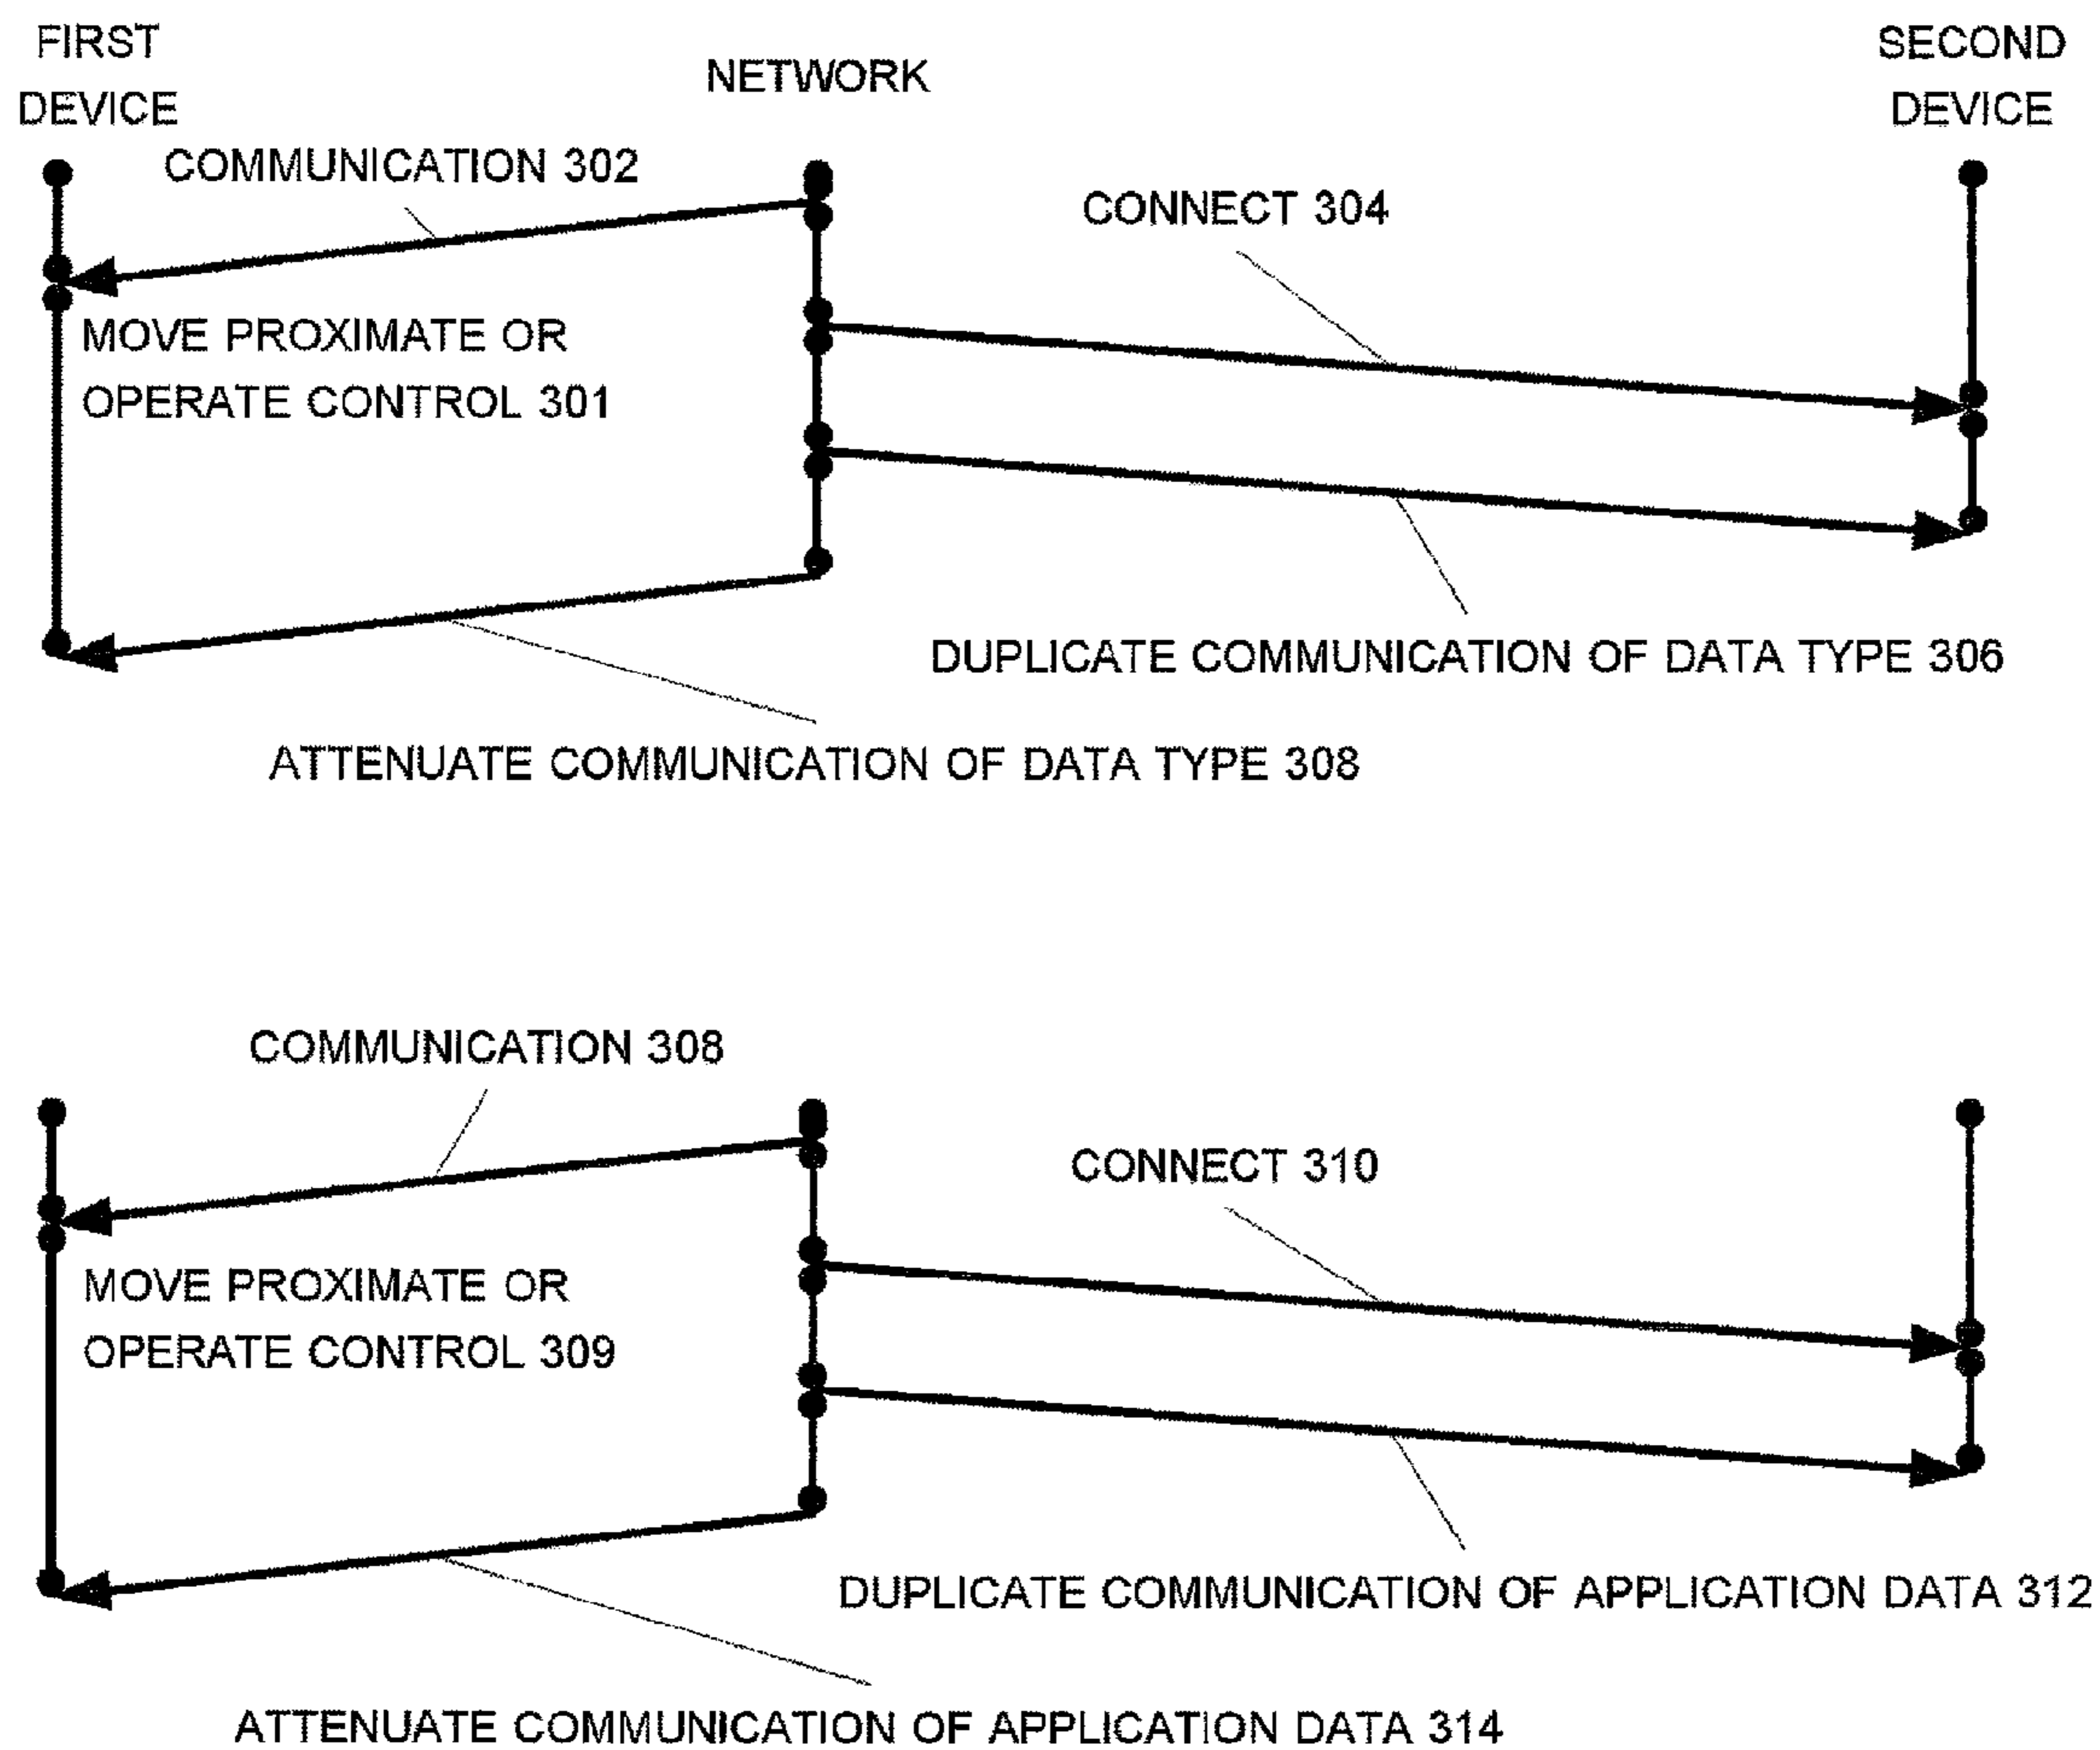 FIRST
DEVICE
NETWORK
SECOND
DEVICE
COMMUNICATION 302
CONNECT 304
MOVE PROXIMATE OR
OPERATE CONTROL 301
DUPLICATE COMMUNICATION OF DATA TYPE 306
ATTENUATE COMMUNICATION OF DATA TYPE 308
COMMUNICATION 308
CONNECT 310
MOVE PROXIMATE OR
OPERATE CONTROL 309
DUPLICATE COMMUNICATION OF APPLICATION DATA 312
ATTENUATE COMMUNICATION OF APPLICATION DATA 314